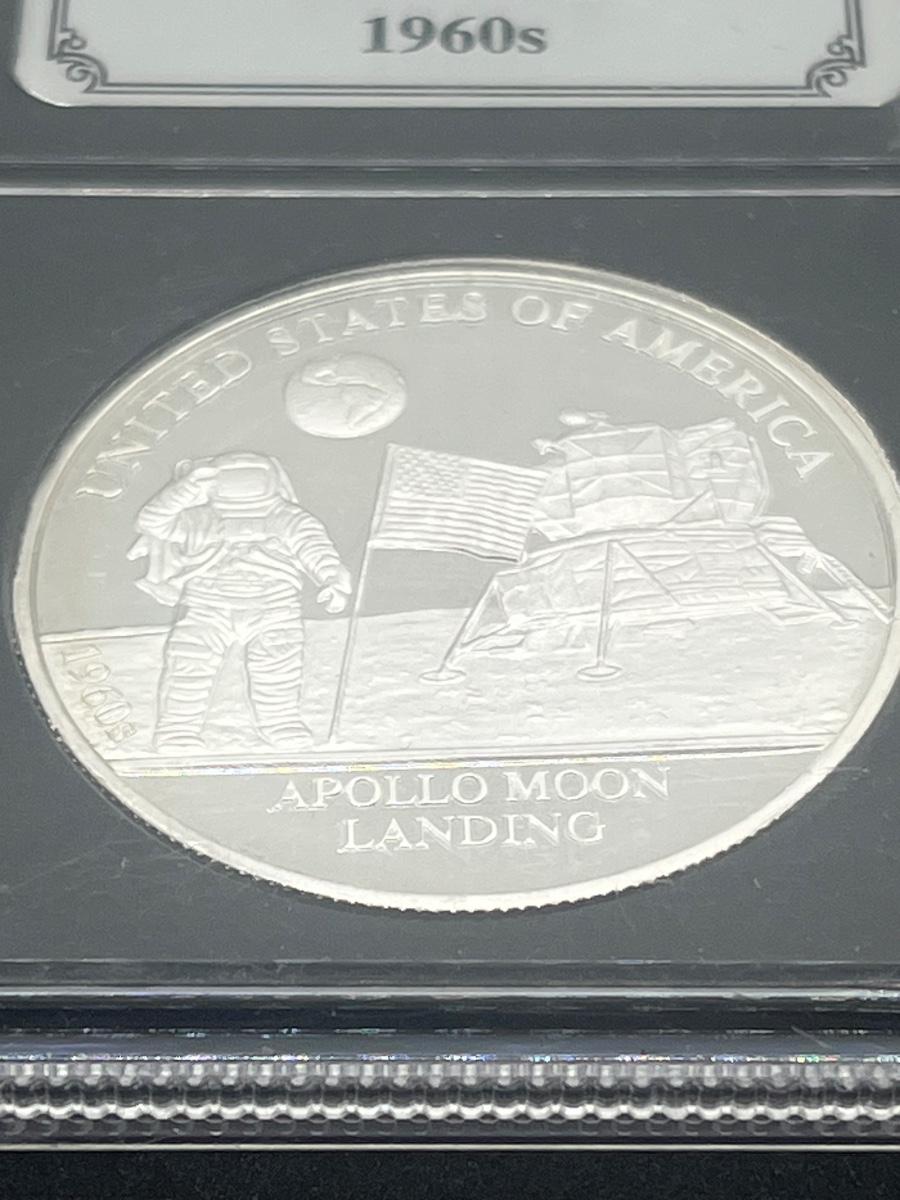 1960s
UNITED STATES OF AMERICA
1960s
APOLLO MOON
LANDING